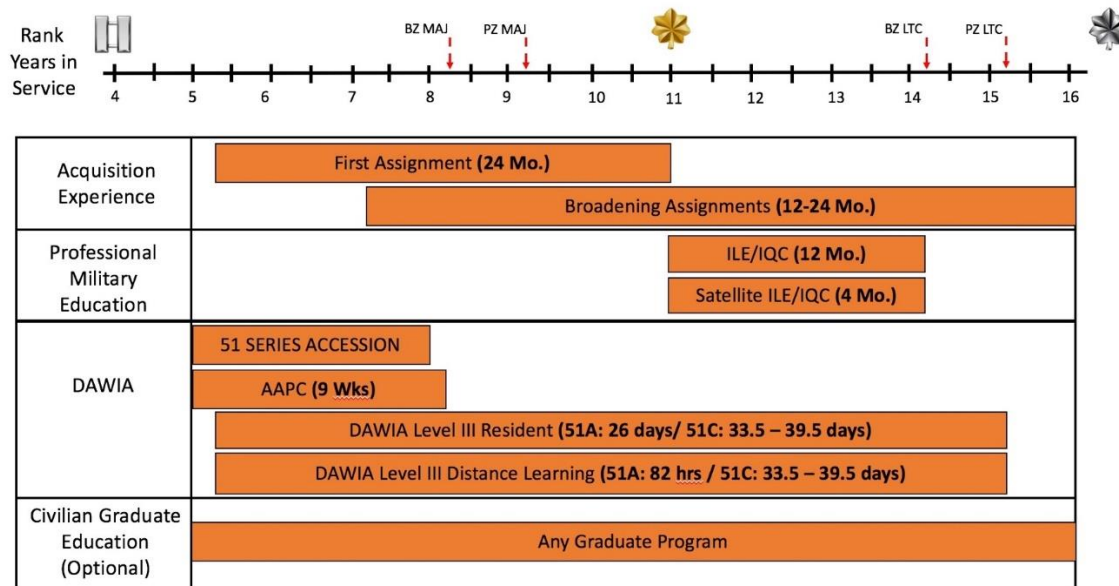 Rank
Years in
Service
BZ MAJ
PZ MAJ
BZ LTC
PZ LTC
4
5
6
7
8
9
10
11
12
13
14
15
16
Acquisition
Experience
First Assignment (24 Mo.)
Broadening Assignments (12-24 Mo.)
Professional
Military
Education
ILE/IQC (12 Mo.)
Satellite ILE/IQC (4 Mo.)
DAWIA
51 SERIES ACCESSION
AAPC (9 Wks)
DAWIA Level III Resident (51A: 26 days/ 51C: 33.5 – 39.5 days)
DAWIA Level III Distance Learning (51A: 82 hrs / 51C: 33.5 – 39.5 days)
Civilian Graduate
Education
(Optional)
Any Graduate Program